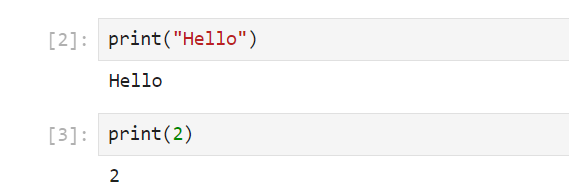 [2]: print("Hello")
Hello
[3]: print(2)
2